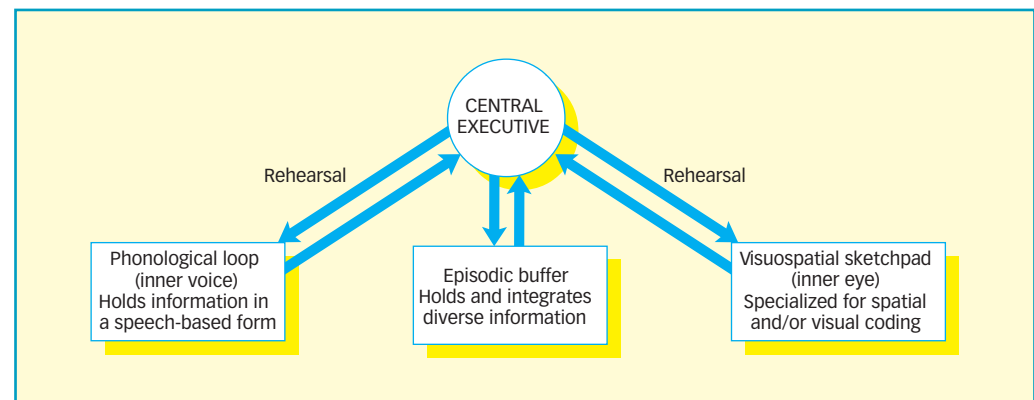 CENTRAL
EXECUTIVE
Rehearsal
Rehearsal
Phonological loop
(inner voice)
Holds information in
a speech-based form
Episodic buffer
Holds and integrates
diverse information
Visuospatial sketchpad
(inner eye)
Specialized for spatial
and/or visual coding